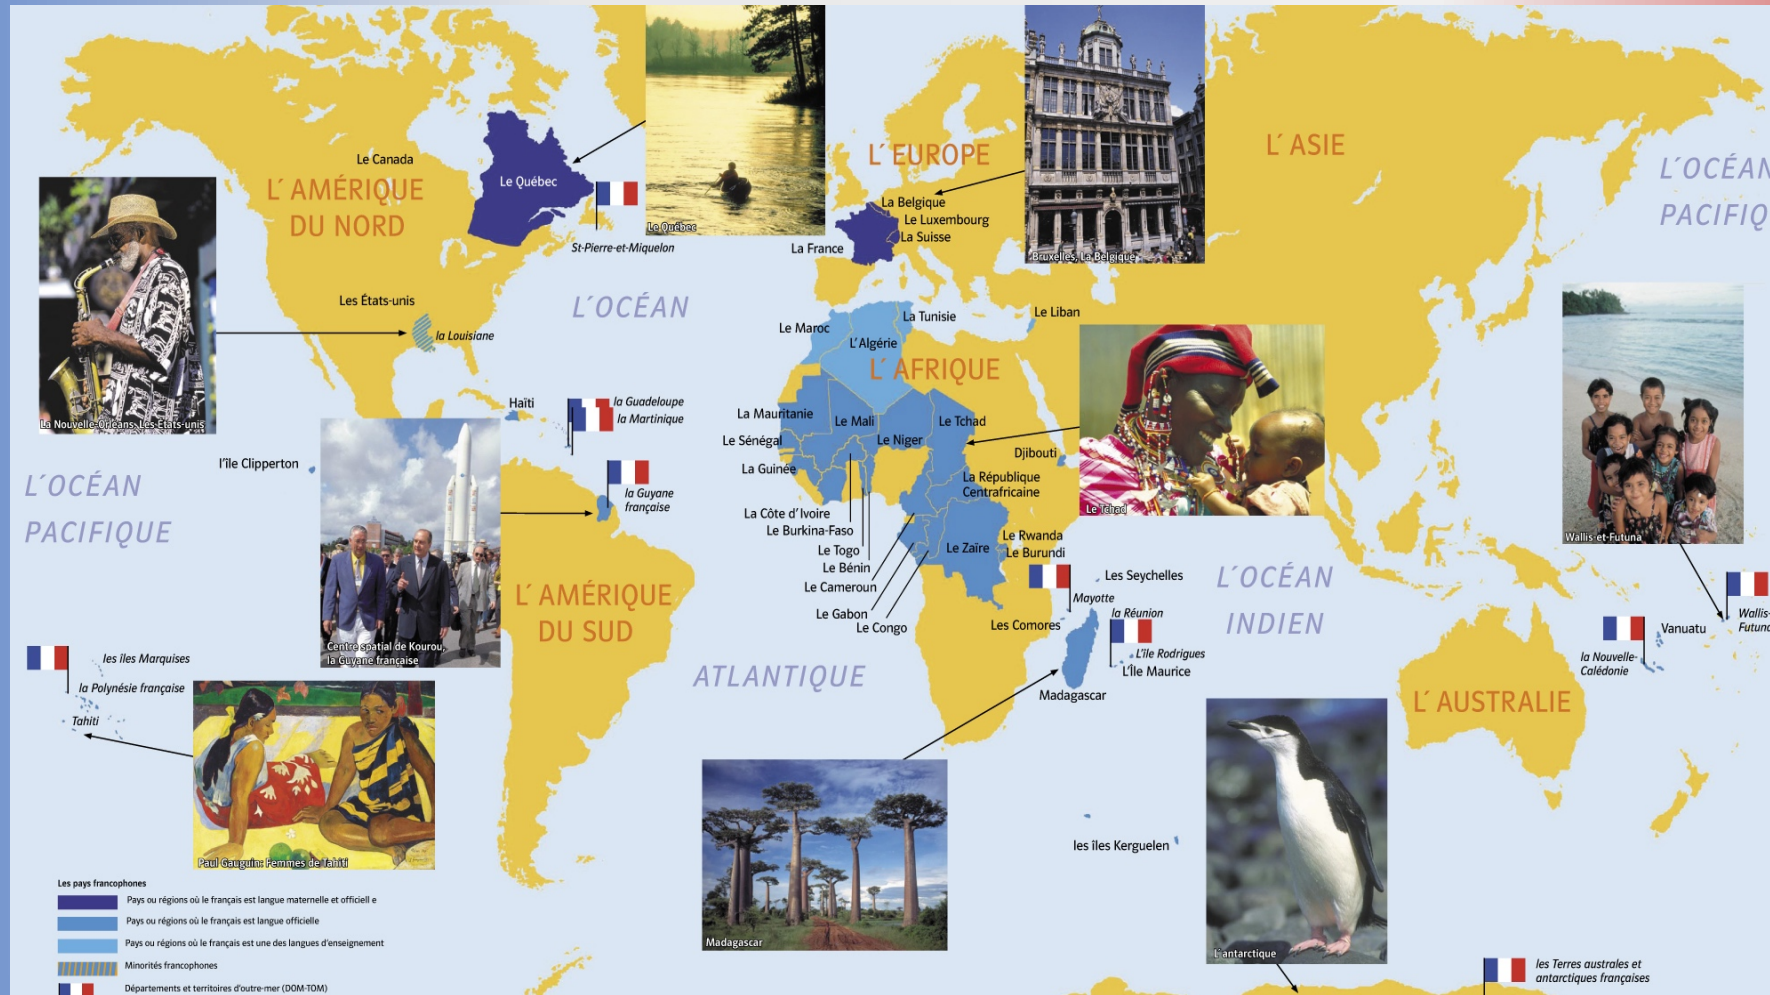 Le Canada
L´ AMÉRIQUE
DU NORD
Le Québec
St-Pierre-et-Miquelon
Le Québec
L´ EUROPE
La Belgique
Le Luxembourg
La Suisse
La France
Bruxelles, La Belgique
L´ ASIE
L´OCÉAN
PACIFIQ
La Nouvelle-Orléans, Les États-unis
Les États-unis
la Louisiane
L´OCÉAN
Haïti
la Guadeloupe
la Martinique
l'île Clipperton
L´OCÉAN
PACIFIQUE
la Guyane
française
Centre spatial de Kourou,
la Guyane française
L´ AMÉRIQUE
DU SUD
ATLANTIQUE
Le Maroc
La Tunisie
L'Algérie
Le Liban
L´ AFRIQUE
La Mauritanie
Le Mali
Le Niger
Le Tchad
Le Sénégal
La Guinée
Djibouti
La République
Centrafricaine
La Côte d'Ivoire
Le Burkina-Faso
Le Togo
Le Bénin
Le Cameroun
Le Gabon
Le Congo
Le Zaïre
Le Rwanda
Le Burundi
Le Tchad
Les Seychelles
Mayotte
la Réunion
Les Comores
L'île Rodrigues
L'Île Maurice
Madagascar
L´OCÉAN
INDIEN
Wallis-et-Futuna
Wallis-
Futuna
Vanuatu
la Nouvelle-
Calédonie
L´ AUSTRALIE
les îles Marquises
la Polynésie française
Tahiti
Paul Gauguin: Femmes de Tahiti
Madagascar
les îles Kerguelen
L'antarctique
les Terres australes et
antarctiques françaises
Les pays francophones
Pays ou régions où le français est langue maternelle et officiell e
Pays ou régions où le français est langue officielle
Pays ou régions où le français est une des langues d'enseignement
Minorités francophones
Départements et territoires d'outre-mer (DOM-TOM)